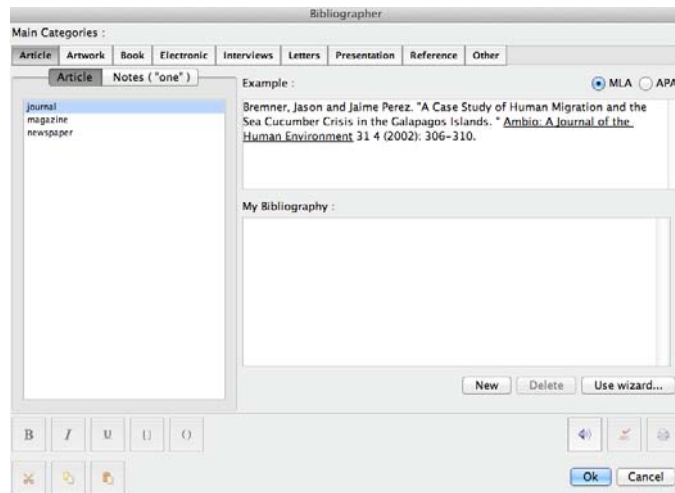 Bibliographer
Main Categories :
Article Artwork Book Electronic Interviews Letters Presentation Reference Other
Article Notes ("one")
Example :
MLA APA
journal
magazine
newspaper
Bremner, Jason and Jaime Perez. "A Case Study of Human Migration and the
Sea Cucumber Crisis in the Galapagos Islands. " Ambio: A Journal of the
Human Environment 31 4 (2002): 306-310.
My Bibliography :
New Delete Use wizard...
B I U [] ()
Ok Cancel